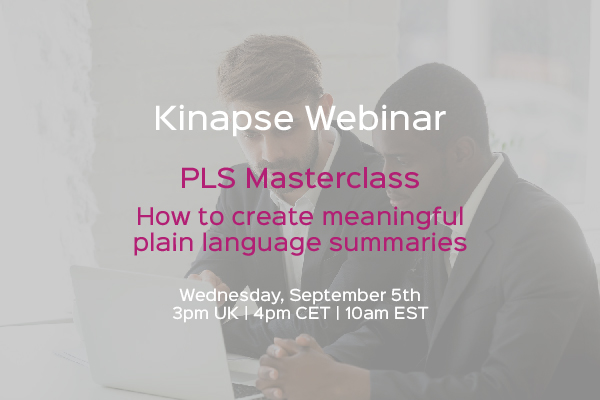 Kinapse Webinar
PLS Masterclass
How to create meaningful
plain language summaries
Wednesday, September 5th
3pm UK | 4pm CET | 10am EST